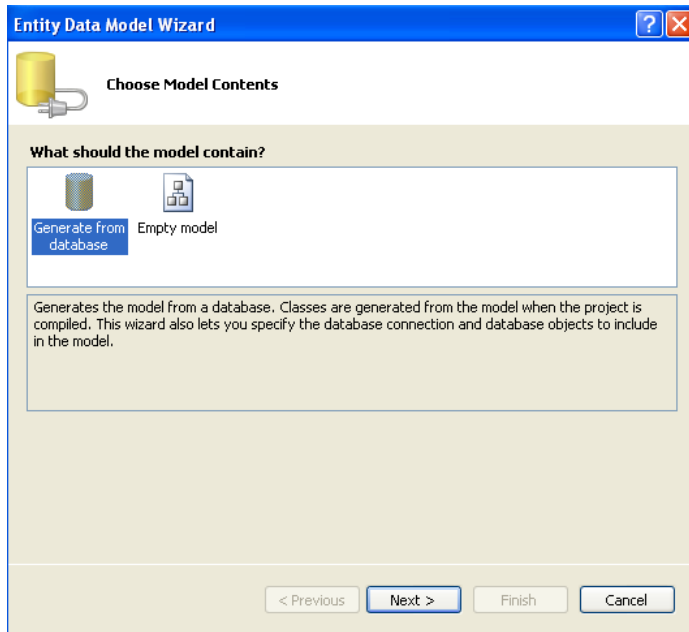 Entity Data Model Wizard
Choose Model Contents
What should the model contain?
Generate from
database
Empty model
Generates the model from a database. Classes are generated from the model when the project is
compiled. This wizard also lets you specify the database connection and database objects to include
in the model.
< Previous
Next >
Finish
Cancel